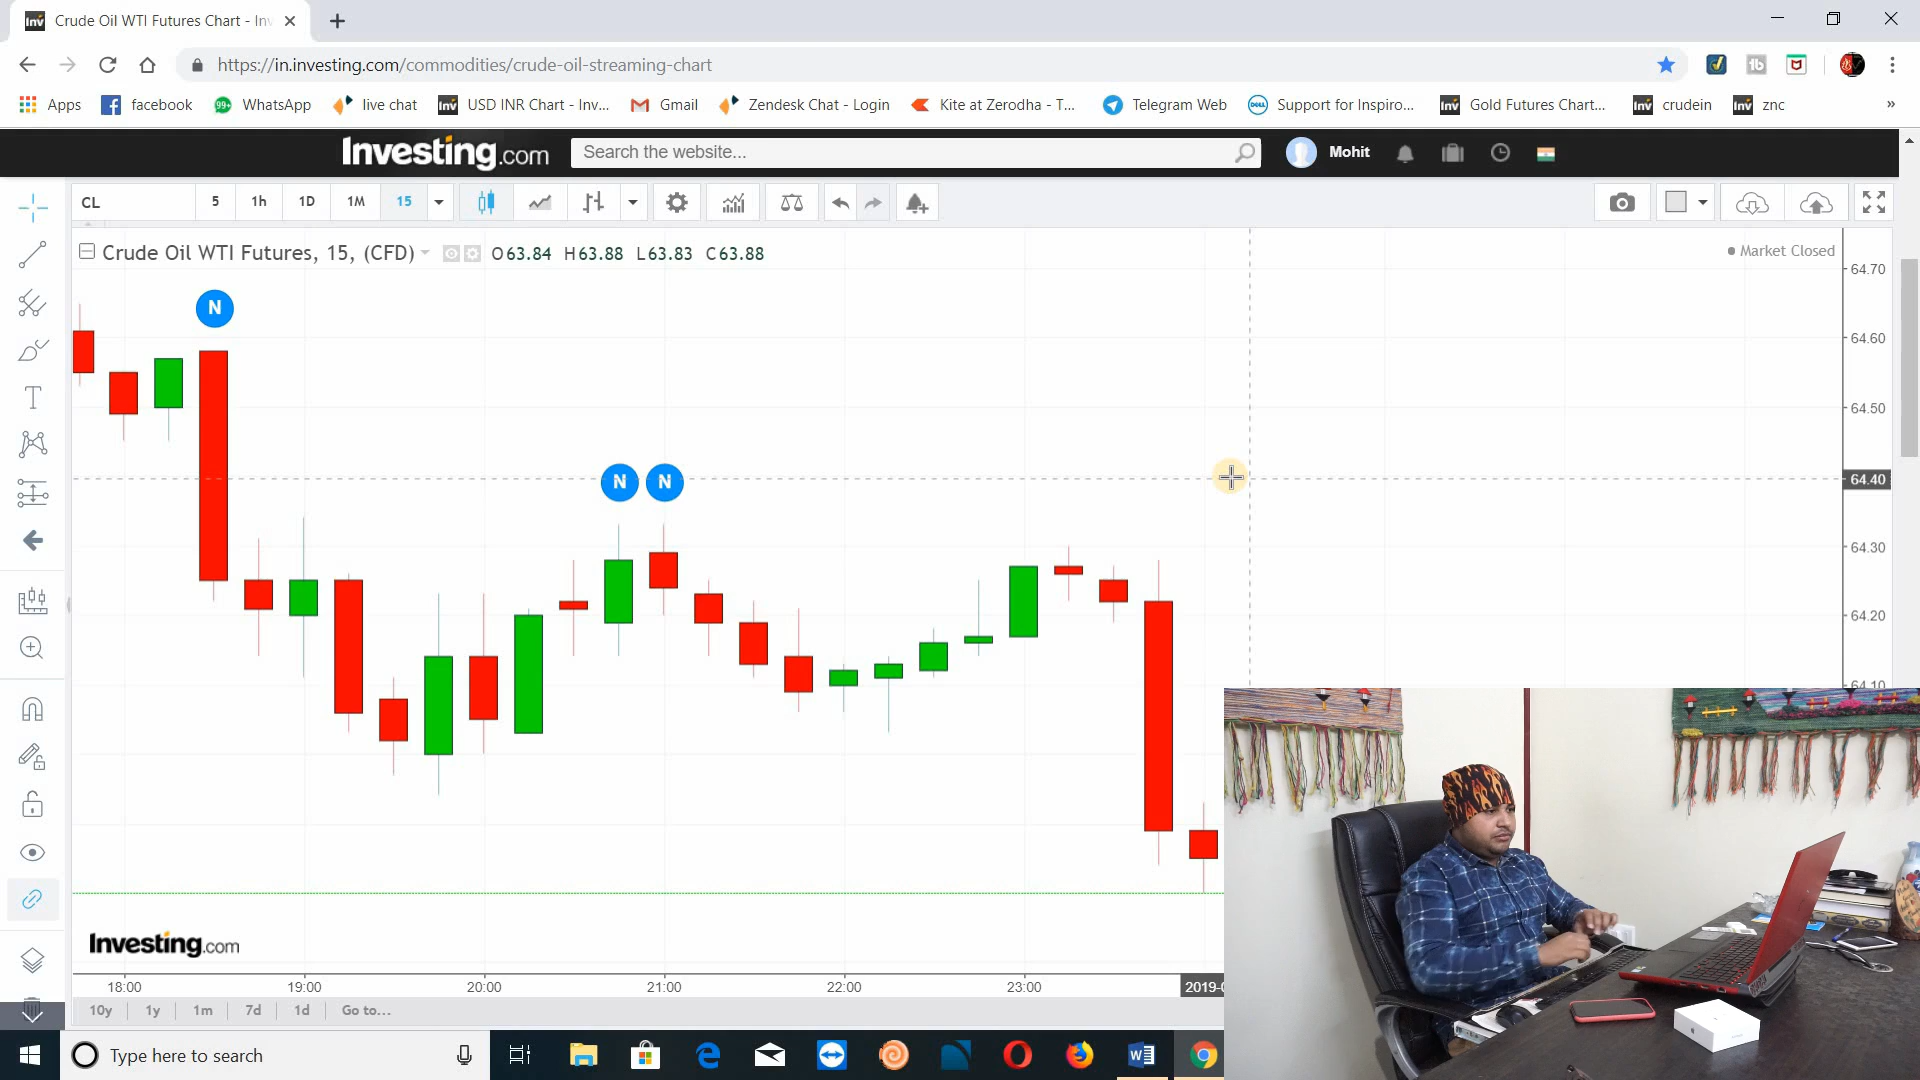 Crude Oil WTI Futures Chart - Inv
https://in.investing.com/commodities/crude-oil-streaming-chart
Apps facebook WhatsApp live chat USD INR Chart - Inv... Gmail Zendesk Chat - Login Kite at Zerodha - T... Telegram Web Support for Inspiro... Gold Futures Chart... crudein znc »
Investing.com Search the website... Mohit
CL 5 1h 1D 1M 15
Crude Oil WTI Futures, 15, (CFD) O63.84 H63.88 L63.83 C63.88 Market Closed
64.70
N
64.60
64.50
N N 64.40
64.30
64.20
64.10
Investing.com
18:00 19:00 20:00 21:00 22:00 23:00 2019-0
10y 1y 1m 7d 1d Go to...
Type here to search